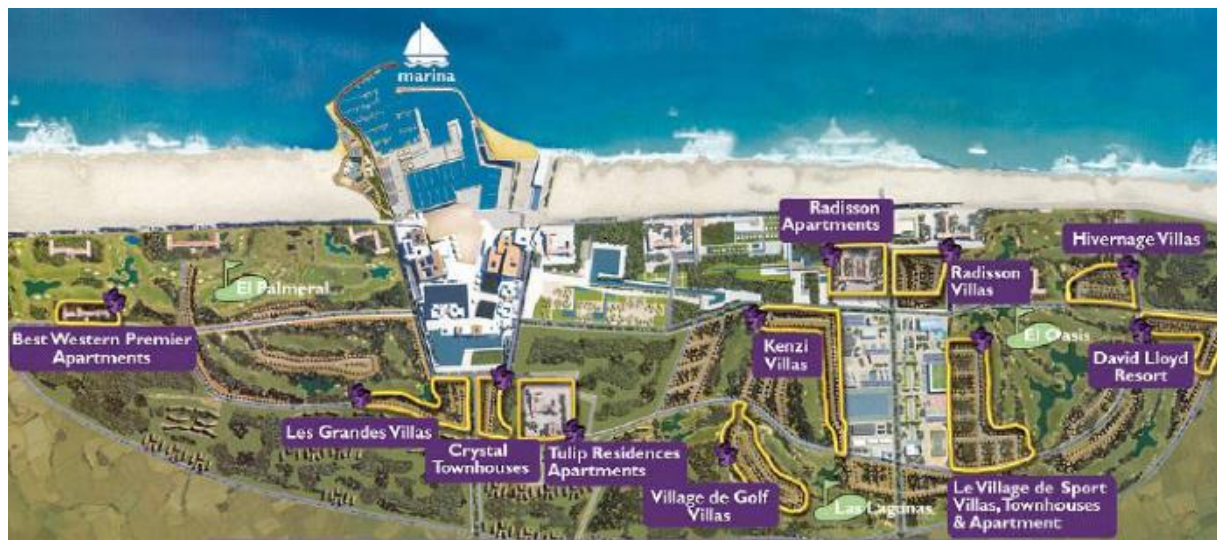 marina
Radisson
Apartments
Hivernage Villas
Radisson
Villas
El Palmeral
Best Western Premier
Apartments
Kenzi
Villas
El Oasis
David Lloyd
Resort
Les Grandes Villas
Crystal
Townhouses
Tulip Residences
Apartments
Village de Golf
Villas
Las Lagunas
Le Village de Sport
Villas, Townhouses
& Apartment